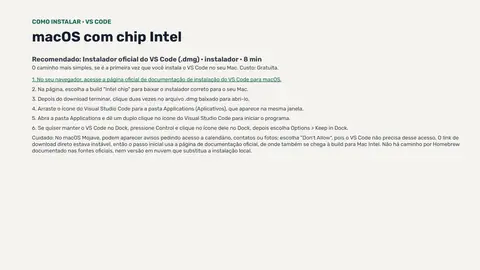 COMO INSTALAR • VS CODE
macOS com chip Intel
Recomendado: Instalador oficial do VS Code (.dmg) • instalador • 8 min
O caminho mais simples, se é a primeira vez que você instala o VS Code no seu Mac. Custo: Gratuita.
1. No seu navegador, acesse a página oficial de documentação de instalação do VS Code para macOS.
2. Na página, escolha a build "Intel chip" para baixar o instalador correto para o seu Mac.
3. Depois do download terminar, clique duas vezes no arquivo .dmg baixado para abri-lo.
4. Arraste o ícone do Visual Studio Code para a pasta Applications (Aplicativos), que aparece na mesma janela.
5. Abra a pasta Applications e dê um duplo clique no ícone do Visual Studio Code para iniciar o programa.
6. Se quiser manter o VS Code no Dock, pressione Control e clique no ícone dele no Dock, depois escolha Options > Keep in Dock.
Cuidado: No macOS Mojave, podem aparecer avisos pedindo acesso a calendário, contatos ou fotos: escolha "Don't Allow", pois o VS Code não precisa desse acesso. O link de
download direto estava instável, então o passo inicial usa a página de documentação oficial, de onde também se chega à build para Mac Intel. Não há caminho por Homebrew
documentado nas fontes oficiais, nem versão em nuvem que substitua a instalação local.